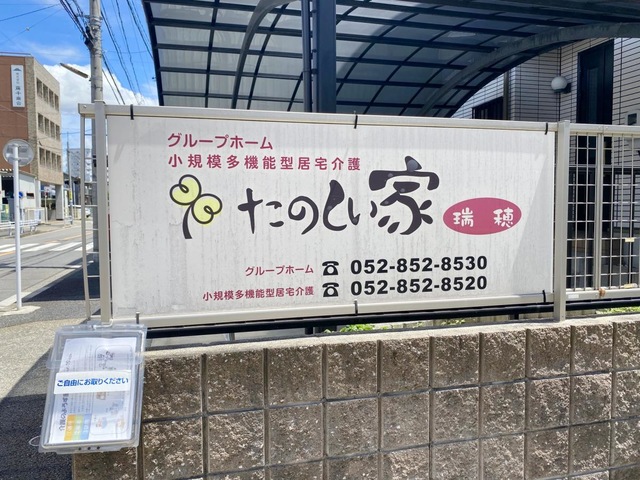 グループホーム
小規模多機能型居宅介護
たのしい家
瑞穂
グループホーム ☎ 052-852-8530
小規模多機能型居宅介護 ☎ 052-852-8520
ご自由にお取りください